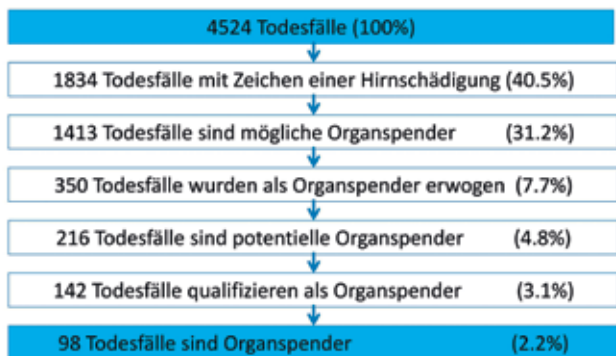 4524 Todesfälle (100%)
1834 Todesfälle mit Zeichen einer Hirnschädigung (40.5%)
1413 Todesfälle sind mögliche Organspender (31.2%)
350 Todesfälle wurden als Organspender erwogen (7.7%)
216 Todesfälle sind potentielle Organspender (4.8%)
142 Todesfälle qualifizieren als Organspender (3.1%)
98 Todesfälle sind Organspender (2.2%)